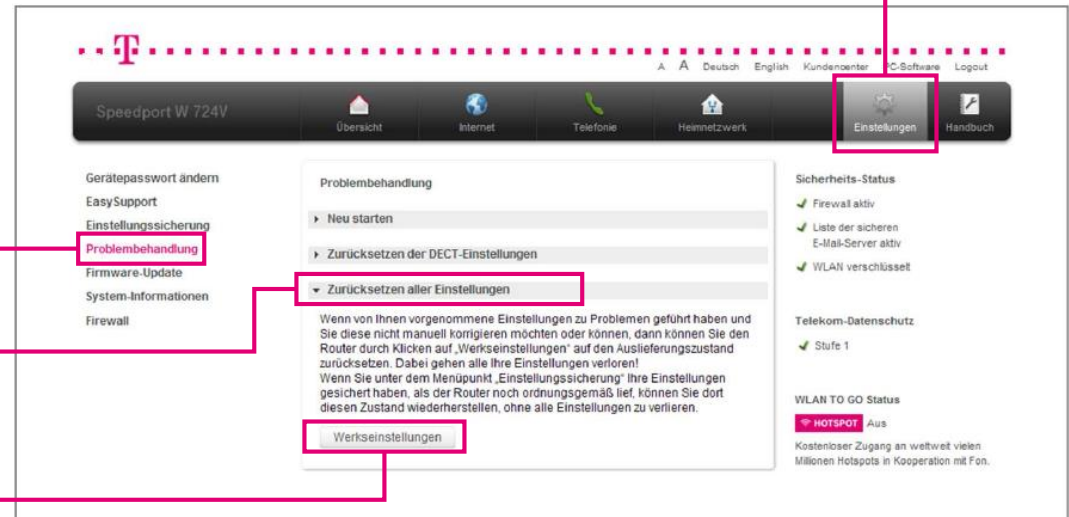 T
A A Deutsch English Kundencenter PC-Software Logout
Speedport W 724V
Übersicht
Internet
Telefonie
Heimnetzwerk
Einstellungen
Handbuch
Gerätepasswort ändern
EasySupport
Einstellungssicherung
Problembehandlung
Firmware-Update
System-Informationen
Firewall
Problembehandlung
Neu starten
Zurücksetzen der DECT-Einstellungen
Zurücksetzen aller Einstellungen
Wenn von Ihnen vorgenommene Einstellungen zu Problemen geführt haben und
Sie diese nicht manuell korrigieren möchten oder können, dann können Sie den
Router durch Klicken auf „Werkseinstellungen“ auf den Auslieferungszustand
zurücksetzen. Dabei gehen alle Ihre Einstellungen verloren!
Wenn Sie unter dem Menüpunkt „Einstellungssicherung“ Ihre Einstellungen
gesichert haben, als der Router noch ordnungsgemäß lief, können Sie dort
diesen Zustand wiederherstellen, ohne alle Einstellungen zu verlieren.
Werkseinstellungen
Sicherheits-Status
Firewall aktiv
Liste der sicheren
E-Mail-Server aktiv
WLAN verschlüsselt
Telekom-Datenschutz
Stufe 1
WLAN TO GO Status
HOTSPOT Aus
Kostenloser Zugang an weltweit vielen
Millionen Hotspots in Kooperation mit Fon.